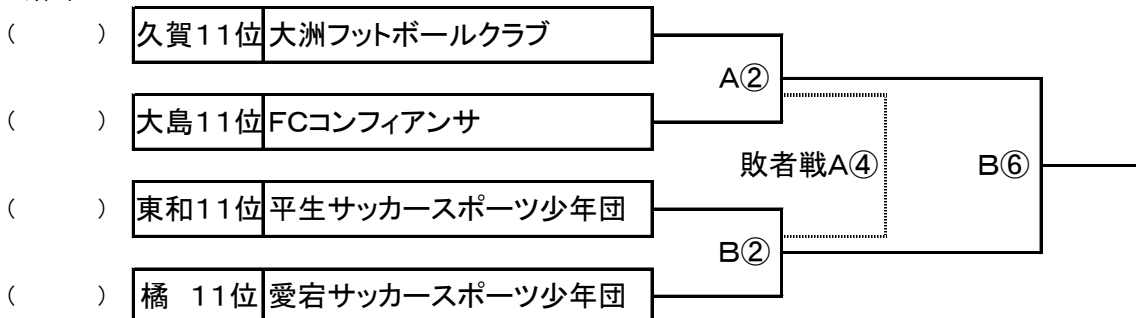 (　　　) 久賀11位 大洲フットボールクラブ
A②
(　　　) 大島11位 FCコンフィアンサ
敗者戦A④ B⑥
(　　　) 東和11位 平生サッカースポーツ少年団
B②
(　　　) 橘　11位 愛宕サッカースポーツ少年団